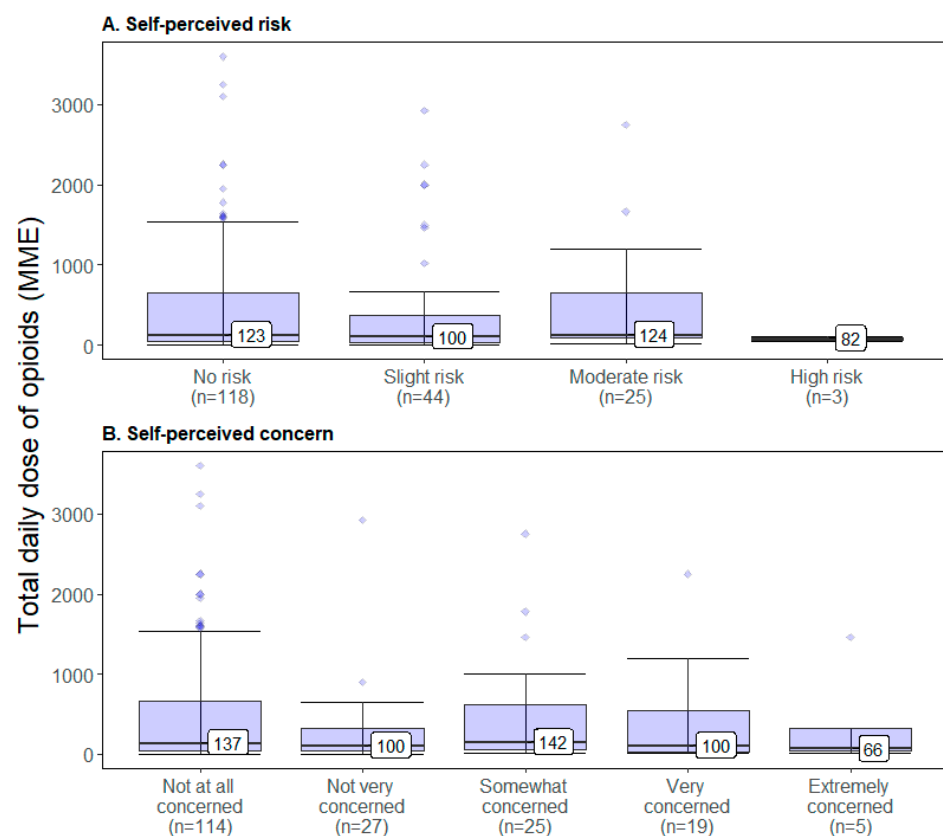 A. Self-perceived risk
Total daily dose of opioids (MME)
3000
2000
1000
0
123
100
124
82
No risk
(n=118)
Slight risk
(n=44)
Moderate risk
(n=25)
High risk
(n=3)
B. Self-perceived concern
3000
2000
1000
0
137
100
142
100
66
Not at all
concerned
(n=114)
Not very
concerned
(n=27)
Somewhat
concerned
(n=25)
Very
concerned
(n=19)
Extremely
concerned
(n=5)